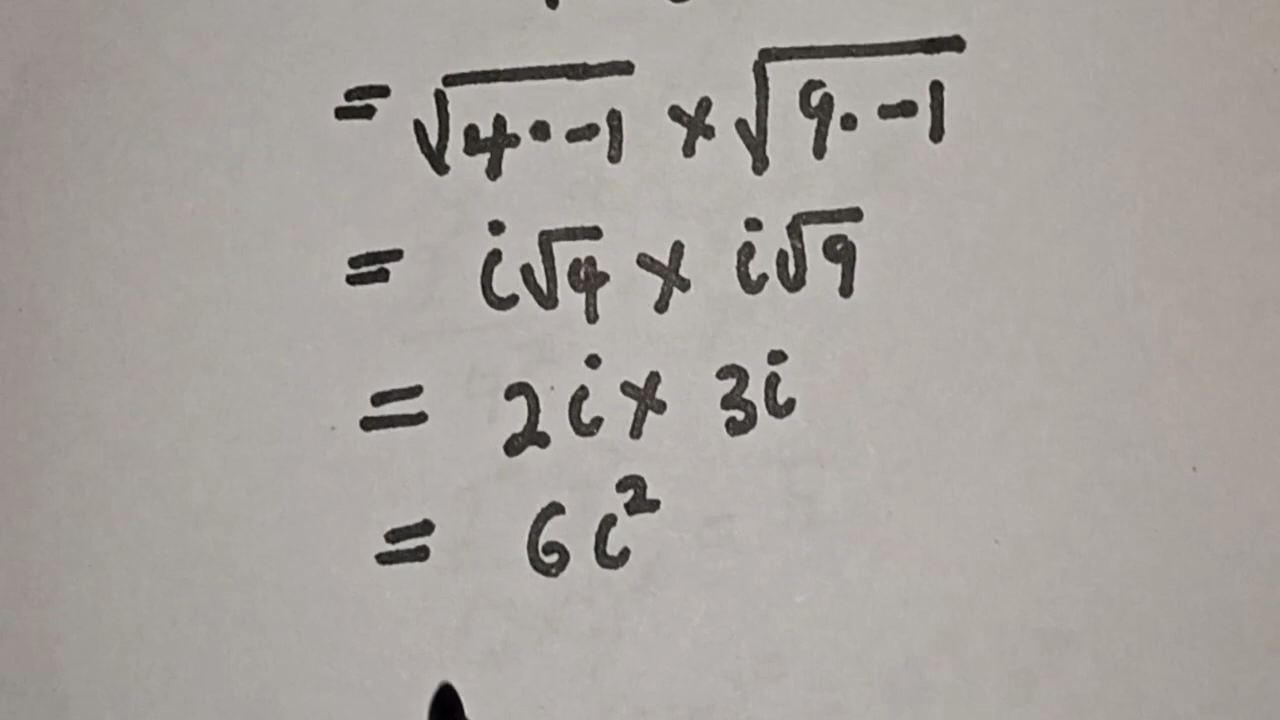 = √4·-1 × √9·-1
= i√4 × i√9
= 2i × 3i
= 6i²